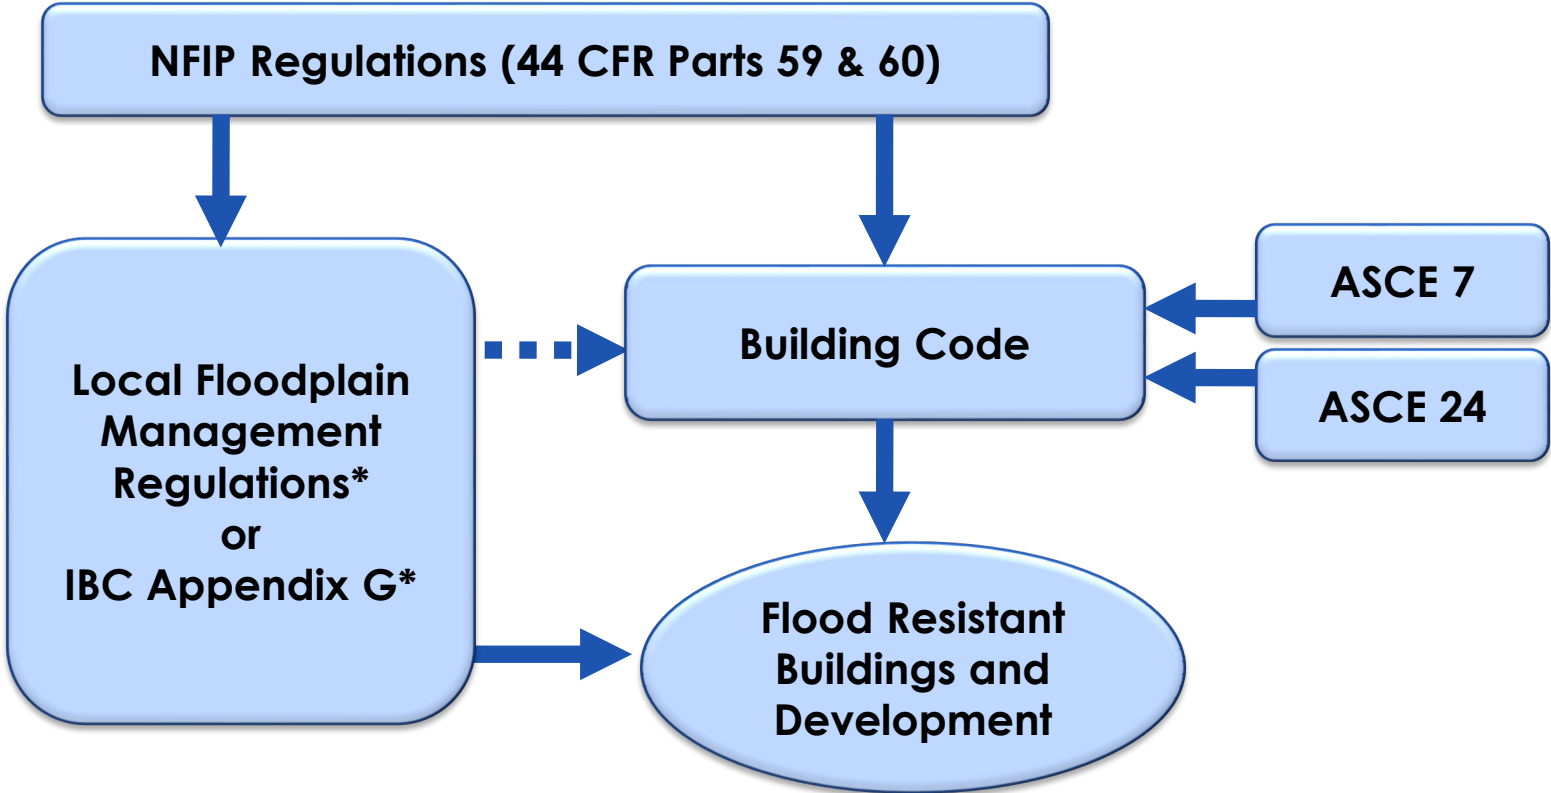 NFIP Regulations (44 CFR Parts 59 & 60)
Local Floodplain
Management
Regulations*
or
IBC Appendix G*
Building Code
ASCE 7
ASCE 24
Flood Resistant
Buildings and
Development